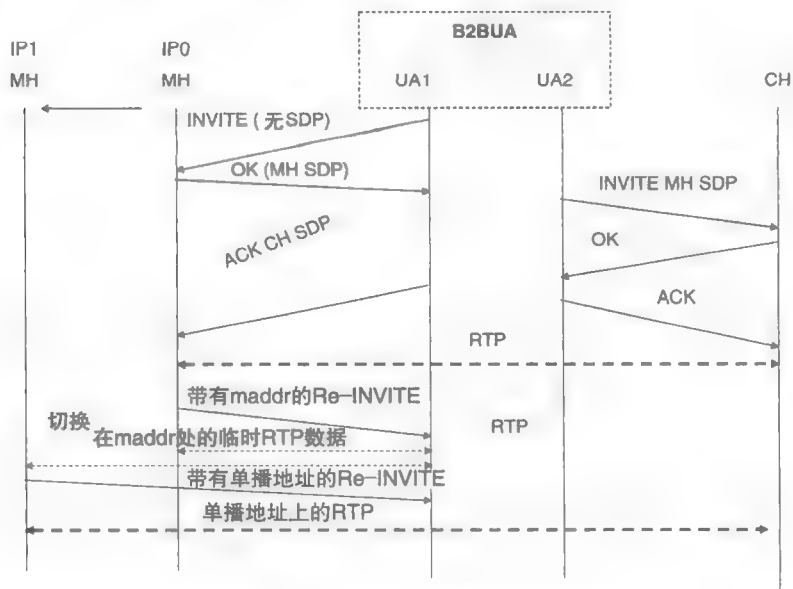 B2BUA
IP1
IP0
MH
MH
UA1
UA2
CH
INVITE ( 无SDP)
OK (MH SDP)
INVITE MH SDP
ACK CH SDP
OK
ACK
RTP
带有maddr的Re-INVITE
切换
RTP
在maddr处的临时RTP数据
带有单播地址的Re-INVITE
单播地址上的RTP